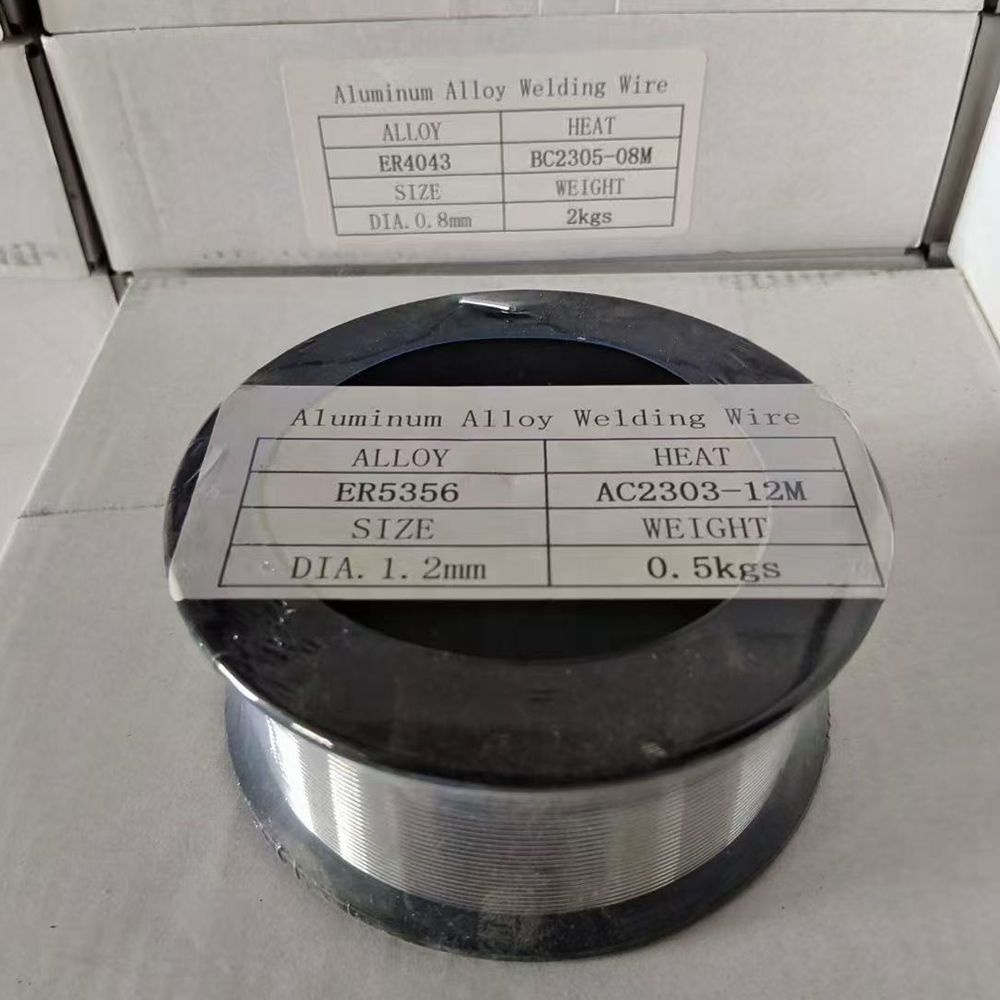 Aluminum Alloy Welding Wire
ALLOY HEAT
ER4043 BC2305-08M
SIZE WEIGHT
DIA.0.8mm 2kgs
Aluminum Alloy Welding Wire
ALLOY HEAT
ER5356 AC2303-12M
SIZE WEIGHT
DIA.1.2mm 0.5kgs